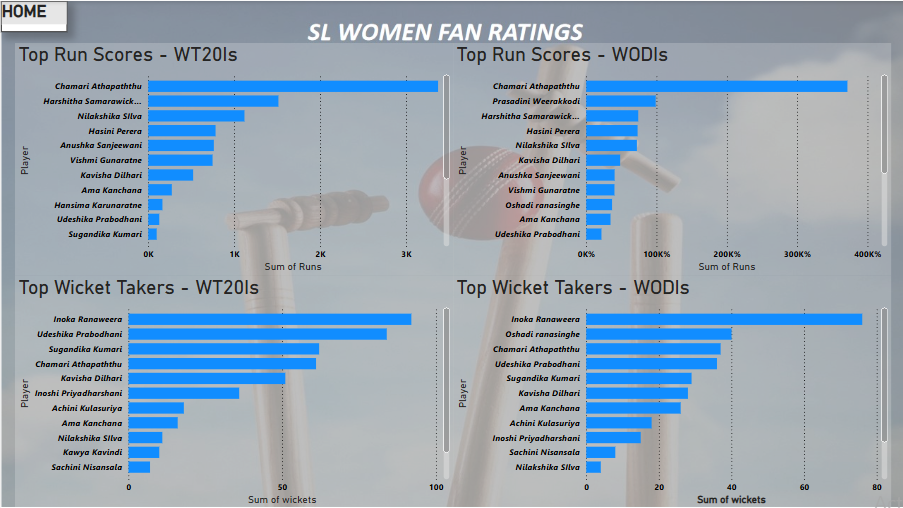 HOME
SL WOMEN FAN RATINGS
Top Run Scores - WT20Is
Player
Chamari Athapaththu
Harshitha Samarawick...
Nilakshika SIlva
Hasini Perera
Anushka Sanjeewani
Vishmi Gunaratne
Kavisha Dilhari
Ama Kanchana
Hansima Karunaratne
Udeshika Prabodhani
Sugandika Kumari
0K 1K 2K 3K
Sum of Runs
Top Run Scores - WODIs
Player
Chamari Athapaththu
Prasadini Weerakkodi
Harshitha Samarawick...
Hasini Perera
Nilakshika SIlva
Kavisha Dilhari
Anushka Sanjeewani
Vishmi Gunaratne
Oshadi ranasinghe
Ama Kanchana
Udeshika Prabodhani
0K% 100K% 200K% 300K% 400K%
Sum of Runs
Top Wicket Takers - WT20Is
Player
Inoka Ranaweera
Udeshika Prabodhani
Sugandika Kumari
Chamari Athapaththu
Kavisha Dilhari
Inoshi Priyadharshani
Achini Kulasuriya
Ama Kanchana
Nilakshika SIlva
Kawya Kavindi
Sachini Nisansala
0 50 100
Sum of wickets
Top Wicket Takers - WODIs
Player
Inoka Ranaweera
Oshadi ranasinghe
Chamari Athapaththu
Udeshika Prabodhani
Sugandika Kumari
Kavisha Dilhari
Ama Kanchana
Achini Kulasuriya
Inoshi Priyadharshani
Sachini Nisansala
Nilakshika SIlva
0 20 40 60 80
Sum of wickets